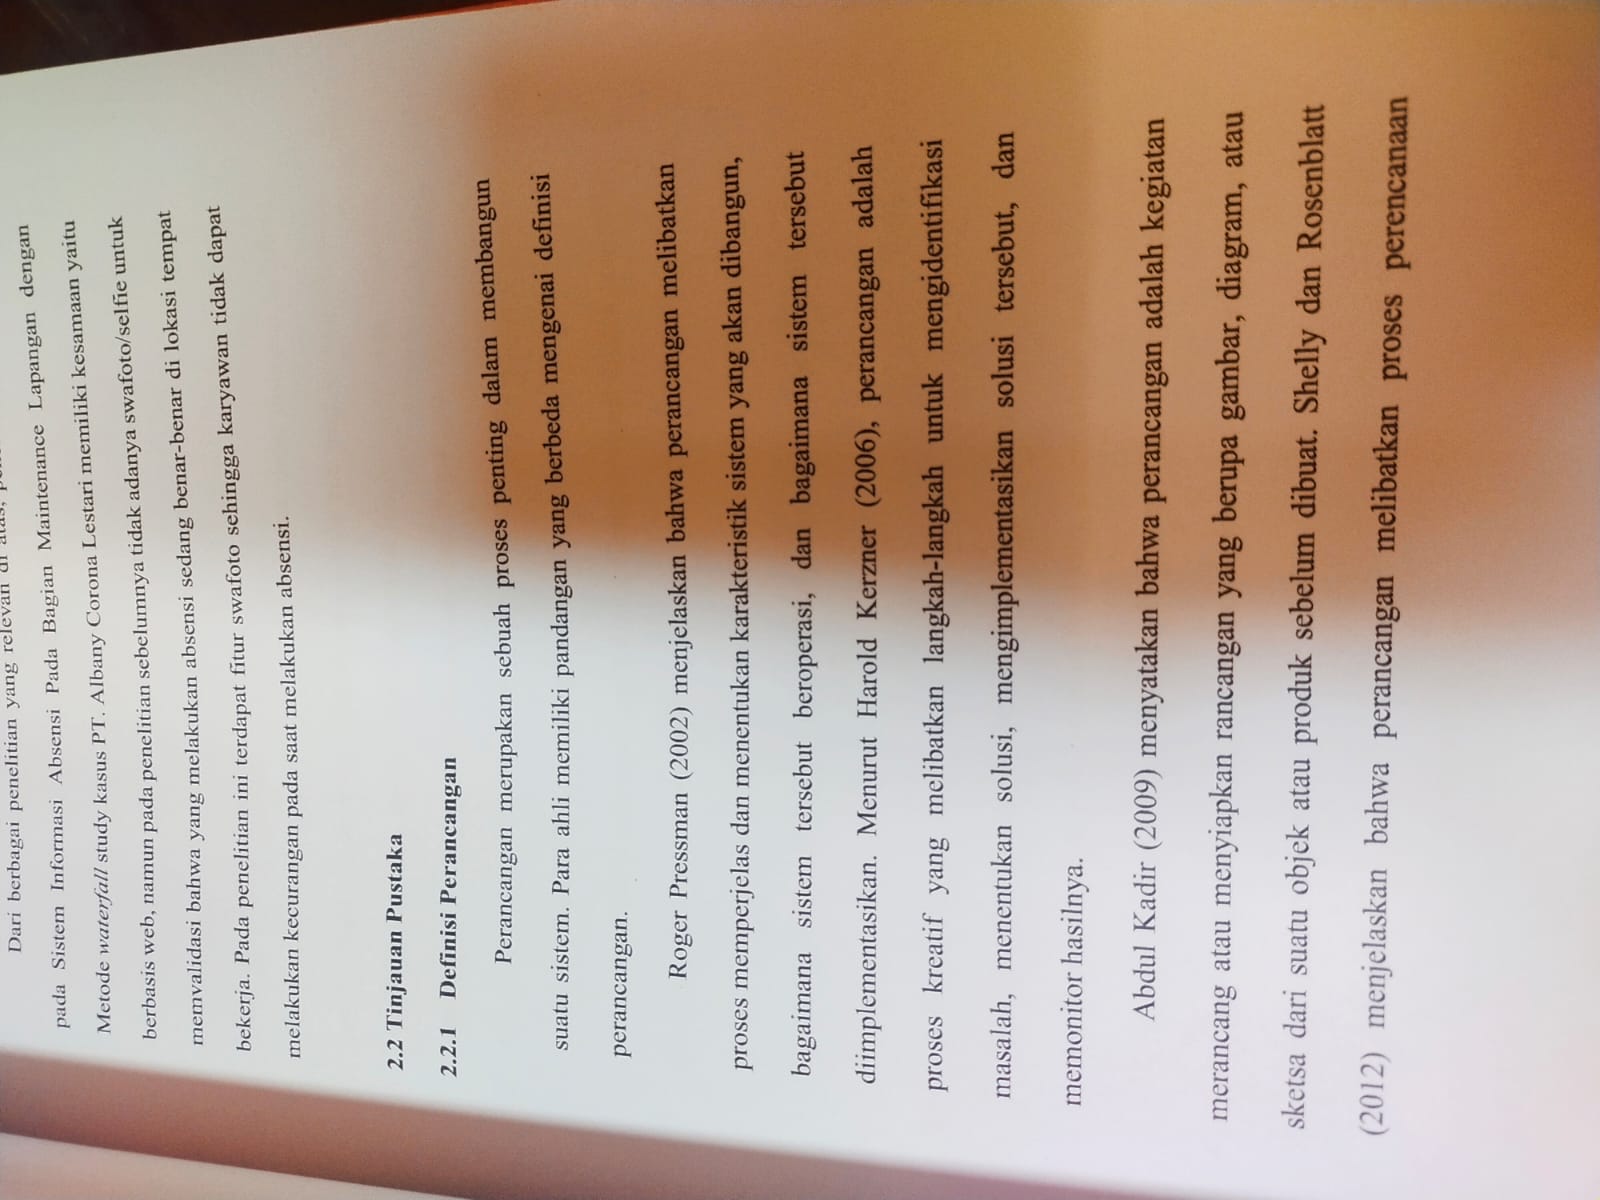 Dari berbagai penelitian yang relevan di atas,
pada Sistem Informasi Absensi Pada Bagian Maintenance Lapangan dengan
Metode waterfall study kasus PT. Albany Corona Lestari memiliki kesamaan yaitu
berbasis web, namun pada penelitian sebelumnya tidak adanya swafoto/selfie untuk
memvalidasi bahwa yang melakukan absensi sedang benar-benar di lokasi tempat
bekerja. Pada penelitian ini terdapat fitur swafoto sehingga karyawan tidak dapat
melakukan kecurangan pada saat melakukan absensi.
2.2 Tinjauan Pustaka
2.2.1 Definisi Perancangan
Perancangan merupakan sebuah proses penting dalam membangun
suatu sistem. Para ahli memiliki pandangan yang berbeda mengenai definisi
perancangan.
Roger Pressman (2002) menjelaskan bahwa perancangan melibatkan
proses memperjelas dan menentukan karakteristik sistem yang akan dibangun,
bagaimana sistem tersebut beroperasi, dan bagaimana sistem tersebut
diimplementasikan. Menurut Harold Kerzner (2006), perancangan adalah
proses kreatif yang melibatkan langkah-langkah untuk mengidentifikasi
masalah, menentukan solusi, mengimplementasikan solusi tersebut, dan
memonitor hasilnya.
Abdul Kadir (2009) menyatakan bahwa perancangan adalah kegiatan
merancang atau menyiapkan rancangan yang berupa gambar, diagram, atau
sketsa dari suatu objek atau produk sebelum dibuat. Shelly dan Rosenblatt
(2012) menjelaskan bahwa perancangan melibatkan proses perencanaan